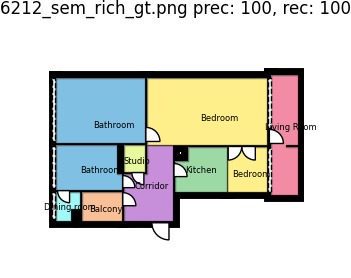 6212_sem_rich_gt.png prec: 100, rec: 100
Bathroom
Bedroom
Living Room
Studio
Bathroom
Kitchen
Bedroom
Corridor
Dining room
Balcony